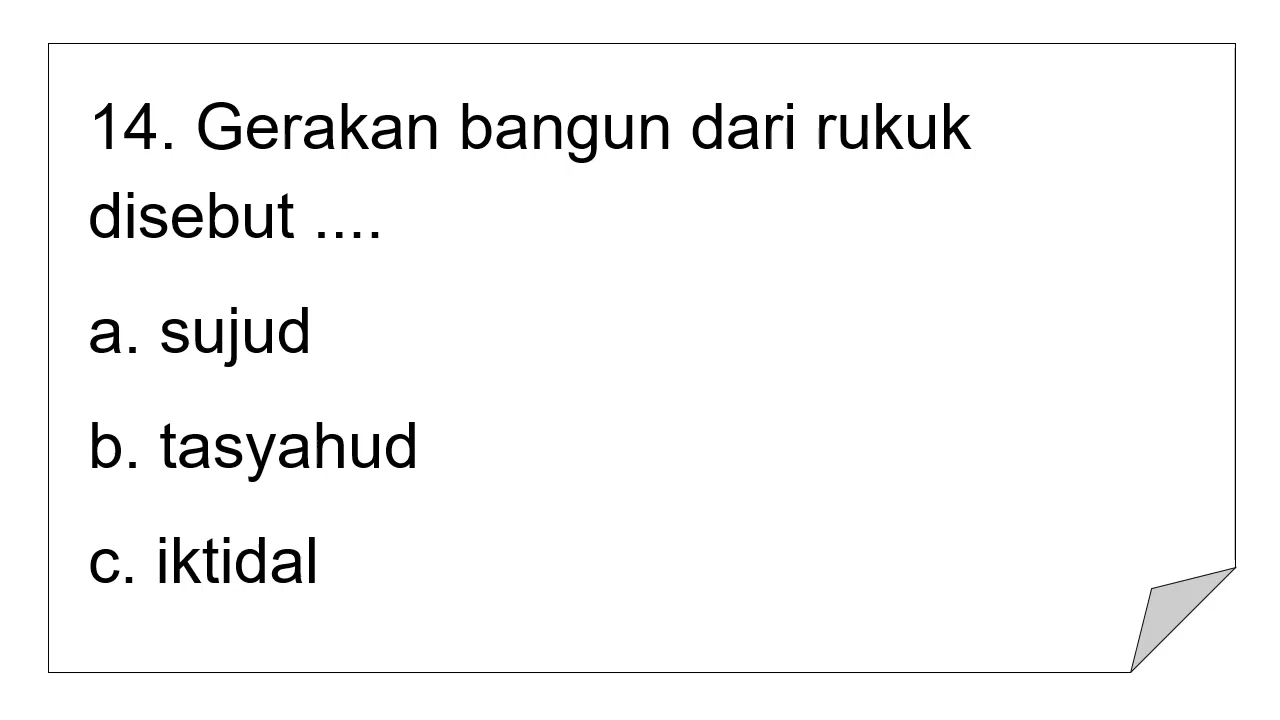 14. Gerakan bangun dari rukuk
disebut ....
a. sujud
b. tasyahud
c. iktidal